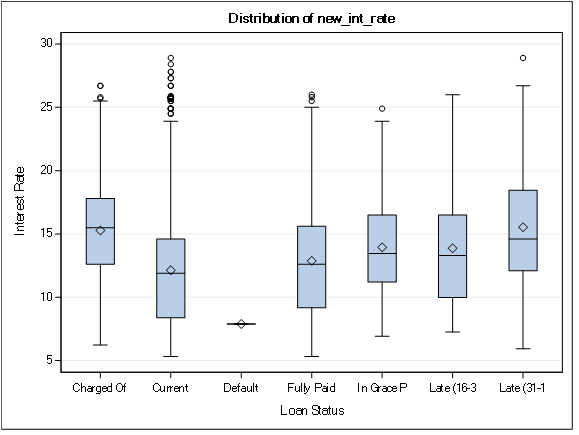 Distribution of new_int_rate
30
25
20
15
10
5
Interest Rate
Charged Of Current Default Fully Paid In Grace P Late (16-3 Late (31-1
Loan Status